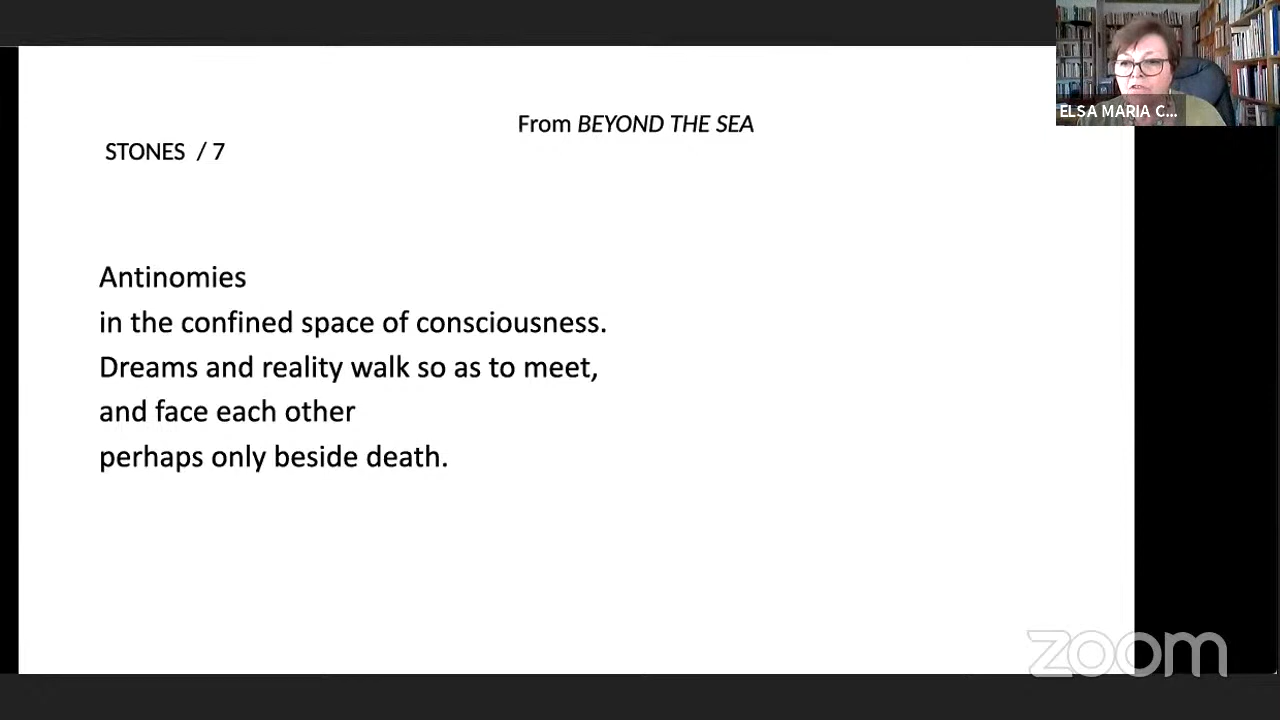 From BEYOND THE SEA
STONES / 7
Antinomies
in the confined space of consciousness.
Dreams and reality walk so as to meet,
and face each other
perhaps only beside death.
ELSA MARIA C...
zoom